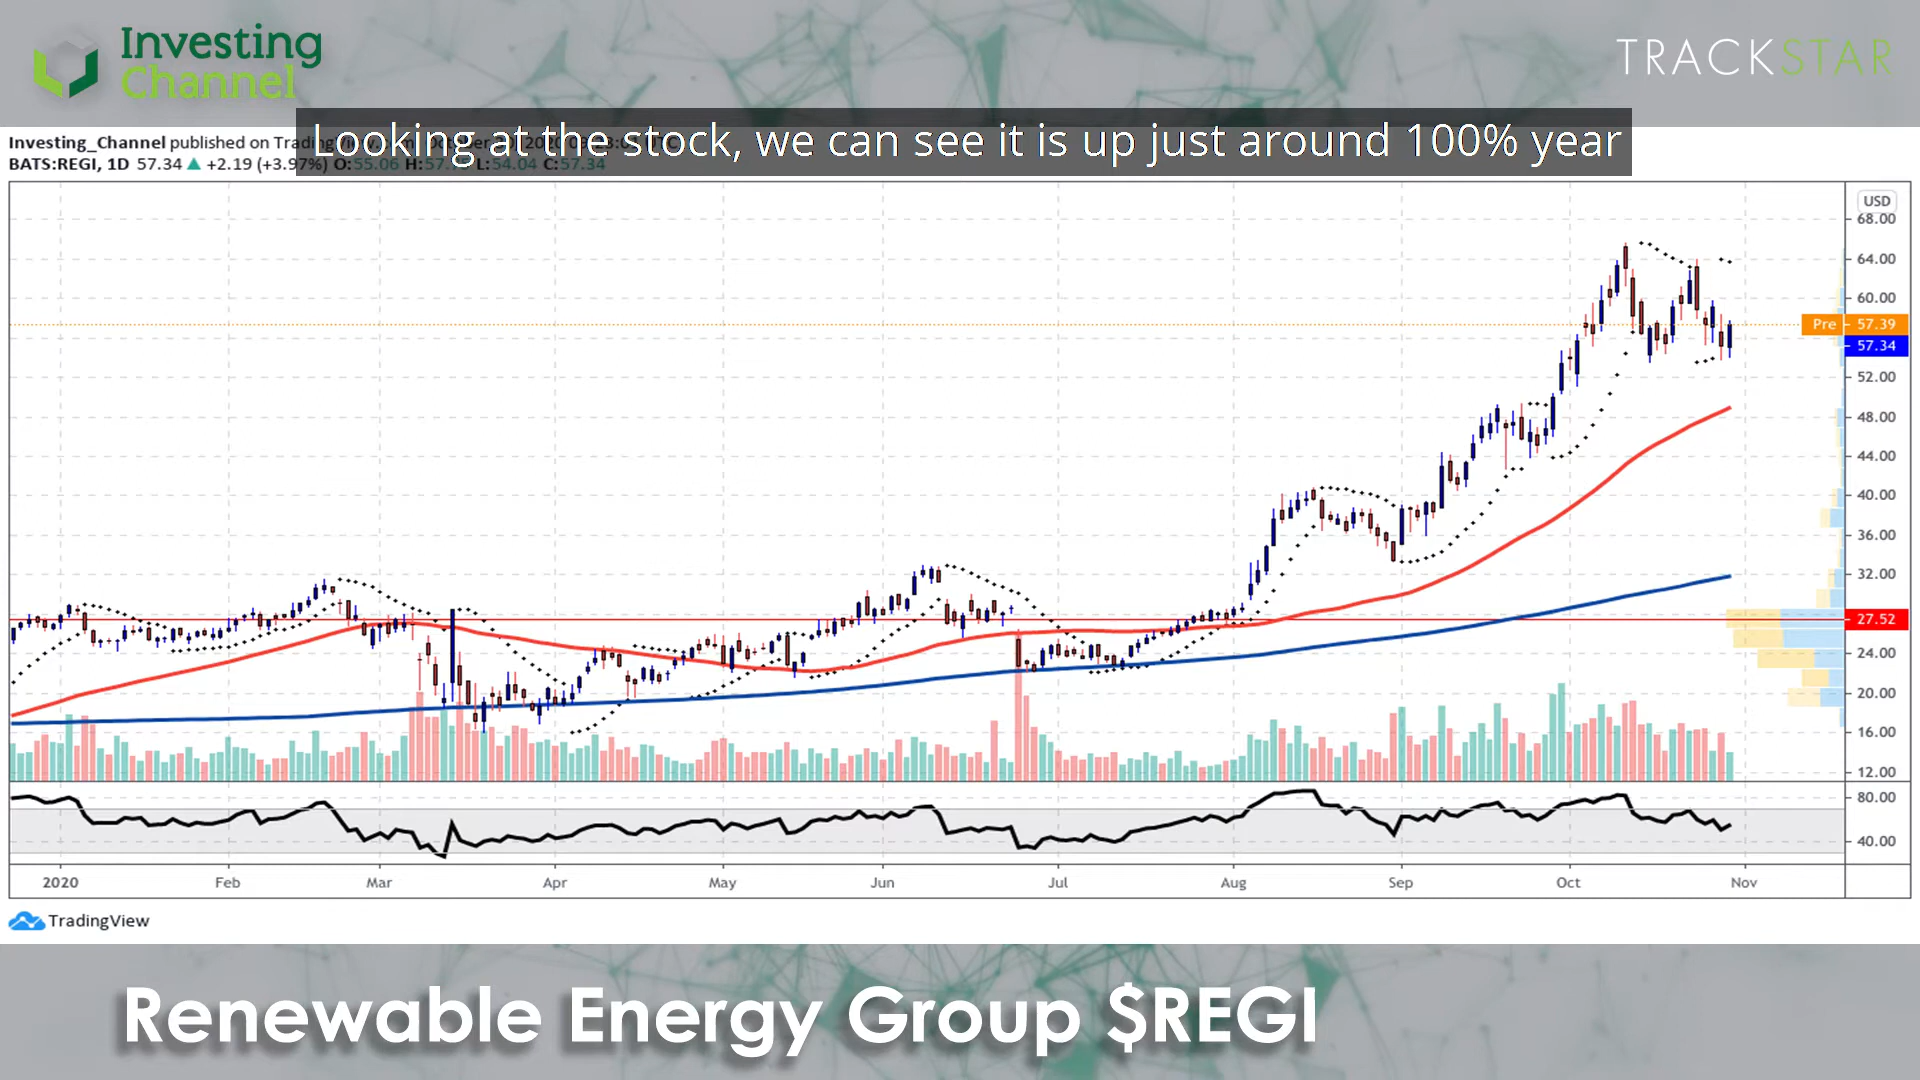 Investing
Channel
TRACKSTAR
Looking at the stock, we can see it is up just around 100% year
Investing_Channel published on
BATS:REGI, 1D 57.34 ▲ +2.19 (+3.97%) O:55.06 H:57. L:54.04 C:57.34
USD
68.00
64.00
60.00
Pre 57.39
57.34
52.00
48.00
44.00
40.00
36.00
32.00
27.52
24.00
20.00
16.00
12.00
80.00
40.00
2020 Feb Mar Apr May Jun Jul Aug Sep Oct Nov
TradingView
Renewable Energy Group $REGI